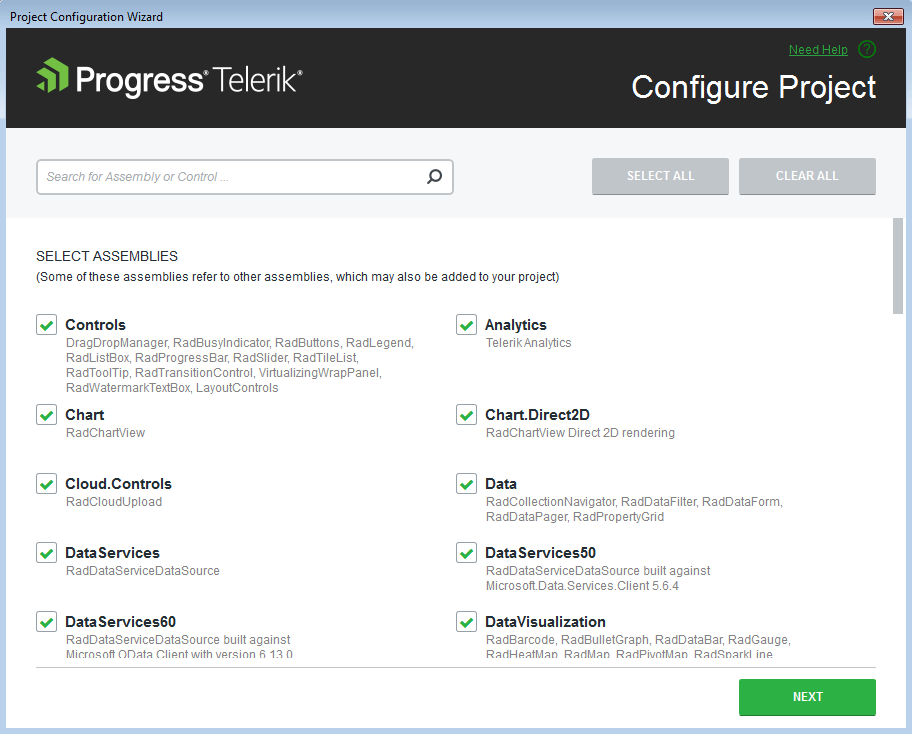 Project Configuration Wizard
Need Help ?
Progress® Telerik®
Configure Project
Search for Assembly or Control ...
SELECT ALL
CLEAR ALL
SELECT ASSEMBLIES
(Some of these assemblies refer to other assemblies, which may also be added to your project)
Controls
DragDropManager, RadBusyIndicator, RadButtons, RadLegend,
RadListBox, RadProgressBar, RadSlider, RadTileList,
RadToolTip, RadTransitionControl, VirtualizingWrapPanel,
RadWatermarkTextBox, LayoutControls
Analytics
Telerik Analytics
Chart
RadChartView
Chart.Direct2D
RadChartView Direct 2D rendering
Cloud.Controls
RadCloudUpload
Data
RadCollectionNavigator, RadDataFilter, RadDataForm,
RadDataPager, RadPropertyGrid
DataServices
RadDataServiceDataSource
DataServices50
RadDataServiceDataSource built against
Microsoft.Data.Services.Client 5.6.4
DataServices60
RadDataServiceDataSource built against
Microsoft.OData.Client with version 6.13.0
DataVisualization
RadBarcode, RadBulletGraph, RadDataBar, RadGauge,
RadHeatMap, RadMap, RadPivotMap, RadSparkLine
NEXT